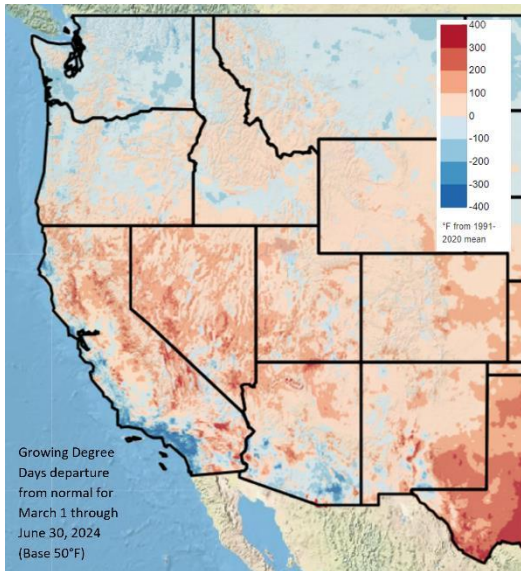 400
300
200
100
0
-100
-200
-300
-400
°F from 1991-
2020 mean
Growing Degree
Days departure
from normal for
March 1 through
June 30, 2024
(Base 50°F)